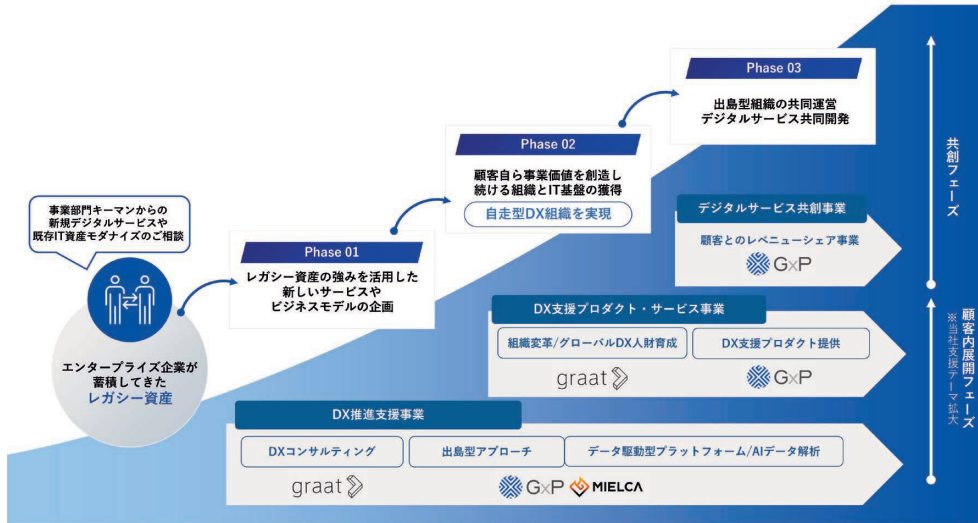 Phase 03
出島型組織の共同運営
デジタルサービス共同開発
Phase 02
顧客自ら事業価値を創造し
続ける組織とIT基盤の獲得
自走型DX組織を実現
事業部門キーマンからの
新規デジタルサービスや
既存IT資産モダナイズのご相談
Phase 01
レガシー資産の強みを活用した
新しいサービスや
ビジネスモデルの企画
エンタープライズ企業が
蓄積してきた
レガシー資産
デジタルサービス共創事業
顧客とのレベニューシェア事業
GxP
DX支援プロダクト・サービス事業
組織変革/グローバルDX人財育成
DX支援プロダクト提供
graat
GxP
DX推進支援事業
DXコンサルティング
出島型アプローチ
データ駆動型プラットフォーム/AIデータ解析
graat
GxP
MIELCA
共創フェーズ
顧客内展開フェーズ
※当社支援テーマ拡大